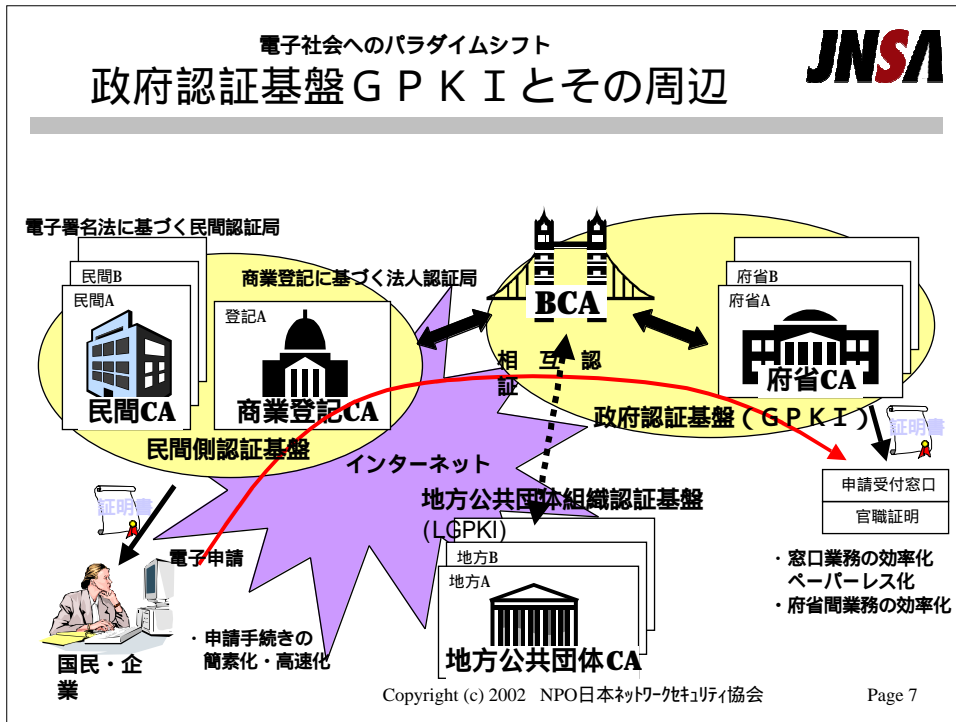 電子社会へのパラダイムシフト
JNSA
政府認証基盤ＧＰＫＩとその周辺
電子署名法に基づく民間認証局
民間B
民間A
民間CA
商業登記に基づく法人認証局
登記A
商業登記CA
民間側認証基盤
BCA
相互認
証
府省B
府省A
府省CA
政府認証基盤（ＧＰＫＩ）
証明書
申請受付窓口
官職証明
・窓口業務の効率化
ペーパーレス化
・府省間業務の効率化
インターネット
地方公共団体組織認証基盤
(LGPKI)
地方B
地方A
地方公共団体CA
証明書
電子申請
・申請手続きの
簡素化・高速化
国民・企
業
Copyright (c) 2002 NPO日本ﾈｯﾄﾜｰｸｾｷｭﾘﾃｨ協会
Page 7